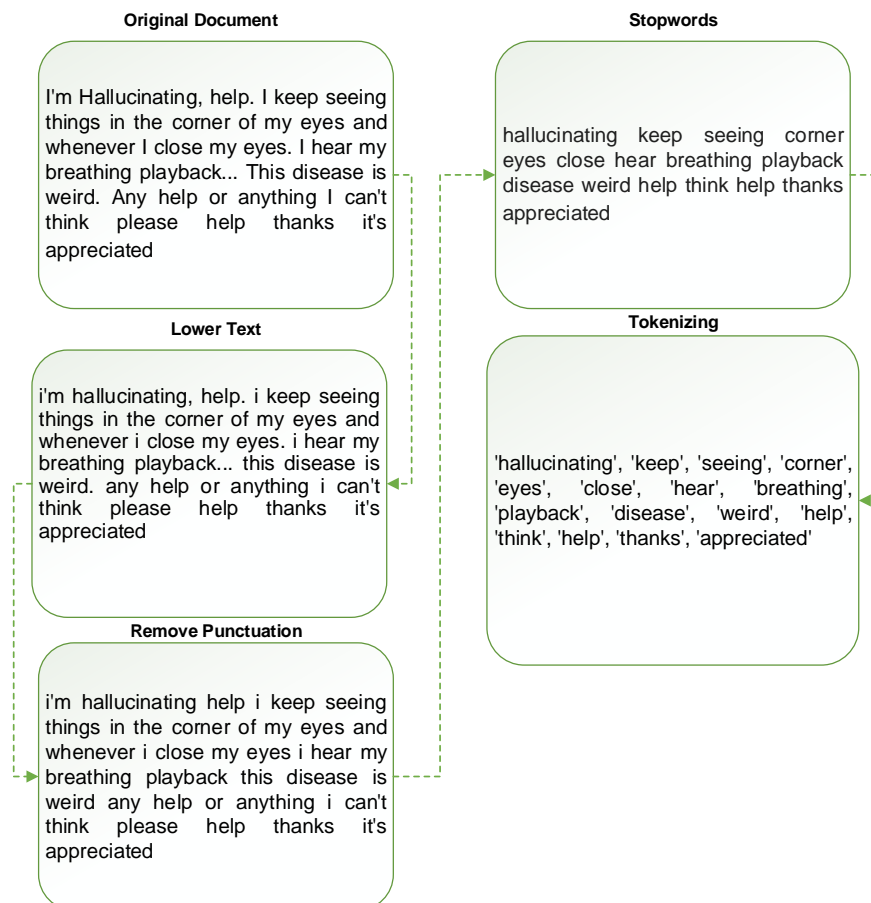 Original Document
I'm Hallucinating, help. I keep seeing
things in the corner of my eyes and
whenever I close my eyes. I hear my
breathing playback... This disease is
weird. Any help or anything I can't
think please help thanks it's
appreciated
Lower Text
i'm hallucinating, help. i keep seeing
things in the corner of my eyes and
whenever i close my eyes. i hear my
breathing playback... this disease is
weird. any help or anything i can't
think please help thanks it's
appreciated
Remove Punctuation
i'm hallucinating help i keep seeing
things in the corner of my eyes and
whenever i close my eyes i hear my
breathing playback this disease is
weird any help or anything i can't
think please help thanks it's
appreciated
Stopwords
hallucinating keep seeing corner
eyes close hear breathing playback
disease weird help think help thanks
appreciated
Tokenizing
'hallucinating', 'keep', 'seeing', 'corner',
'eyes', 'close', 'hear', 'breathing',
'playback', 'disease', 'weird', 'help',
'think', 'help', 'thanks', 'appreciated'